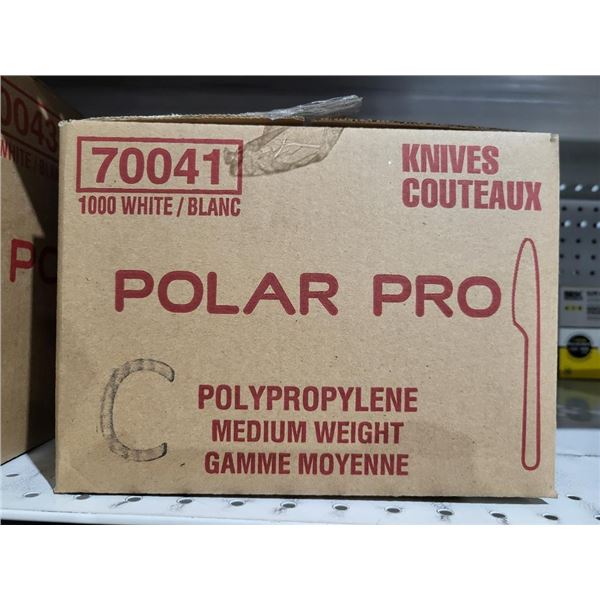 70041
1000 WHITE / BLANC
KNIVES
COUTEAUX
POLAR PRO
C
POLYPROPYLENE
MEDIUM WEIGHT
GAMME MOYENNE